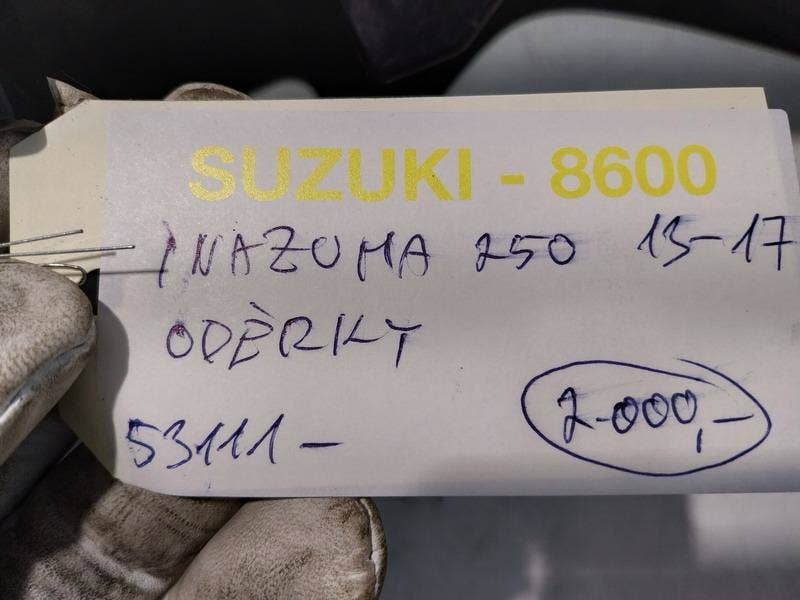 SUZUKI - 8600
INAZUMA 250 13-17
ODĚRKY
53111-
2.000,-